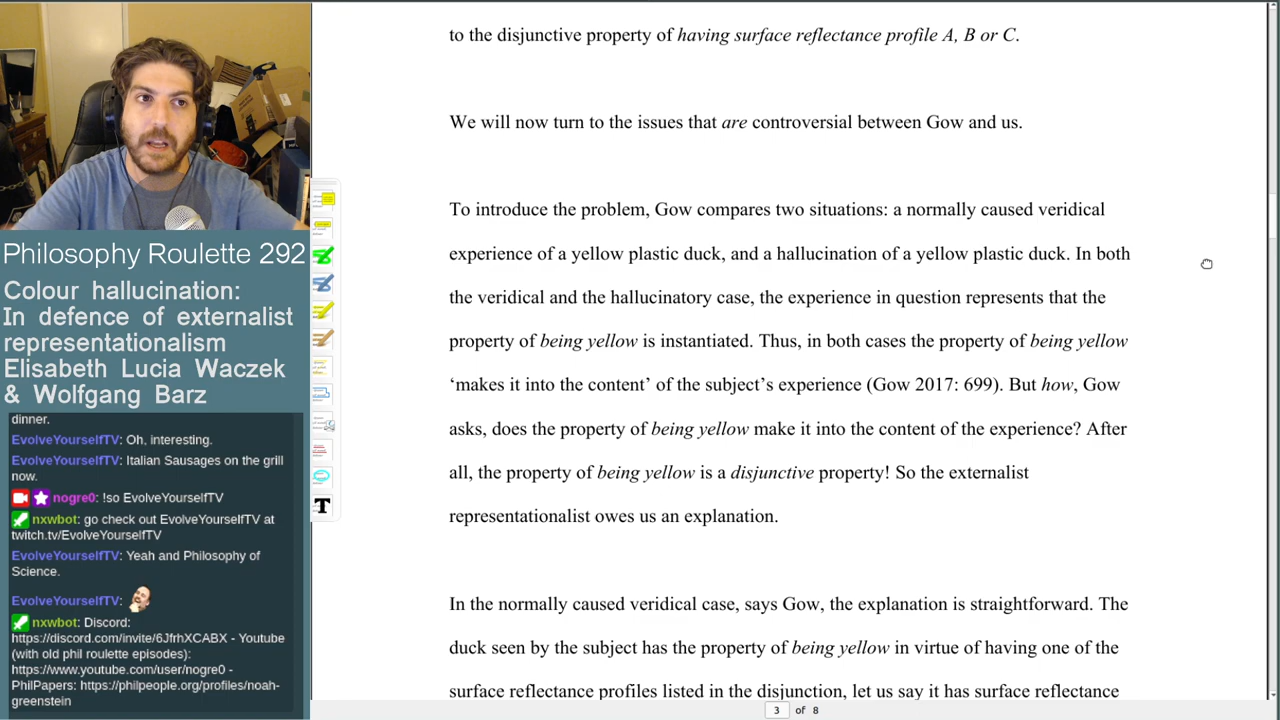 to the disjunctive property of having surface reflectance profile A, B or C.
We will now turn to the issues that are controversial between Gow and us.
To introduce the problem, Gow compares two situations: a normally caused veridical
experience of a yellow plastic duck, and a hallucination of a yellow plastic duck. In both
the veridical and the hallucinatory case, the experience in question represents that the
property of being yellow is instantiated. Thus, in both cases the property of being yellow
‘makes it into the content’ of the subject’s experience (Gow 2017: 699). But how, Gow
asks, does the property of being yellow make it into the content of the experience? After
all, the property of being yellow is a disjunctive property! So the externalist
representationalist owes us an explanation.
In the normally caused veridical case, says Gow, the explanation is straightforward. The
duck seen by the subject has the property of being yellow in virtue of having one of the
surface reflectance profiles listed in the disjunction, let us say it has surface reflectance
3 of 8
Philosophy Roulette 292
Colour hallucination:
In defence of externalist
representationalism
Elisabeth Lucia Waczek
& Wolfgang Barz
dinner.
EvolveYourselfTV: Oh, interesting.
EvolveYourselfTV: Italian Sausages on the grill
now.
nogre0: !so EvolveYourselfTV
nxwbot: go check out EvolveYourselfTV at
twitch.tv/EvolveYourselfTV
EvolveYourselfTV: Yeah and Philosophy of
Science.
EvolveYourselfTV:
nxwbot: Discord:
https://discord.com/invite/6JfrhXCABX - Youtube
(with old phil roulette episodes):
https://www.youtube.com/user/nogre0 -
PhilPapers: https://philpeople.org/profiles/noah-
greenstein
T